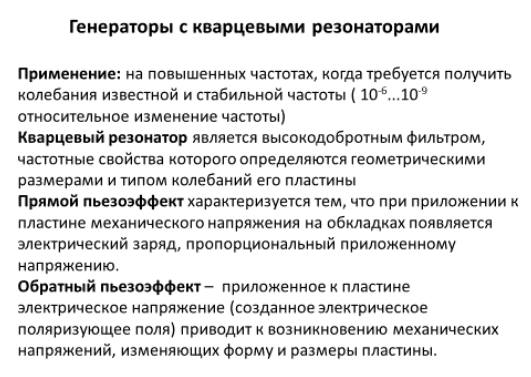 Генераторы с кварцевыми резонаторами
Применение: на повышенных частотах, когда требуется получить
колебания известной и стабильной частоты ( 10⁻⁶...10⁻⁹
относительное изменение частоты)
Кварцевый резонатор является высокодобротным фильтром,
частотные свойства которого определяются геометрическими
размерами и типом колебаний его пластины
Прямой пьезоэффект характеризуется тем, что при приложении к
пластине механического напряжения на обкладках появляется
электрический заряд, пропорциональный приложенному
напряжению.
Обратный пьезоэффект – приложенное к пластине
электрическое напряжение (созданное электрическое
поляризующее поля) приводит к возникновению механических
напряжений, изменяющих форму и размеры пластины.